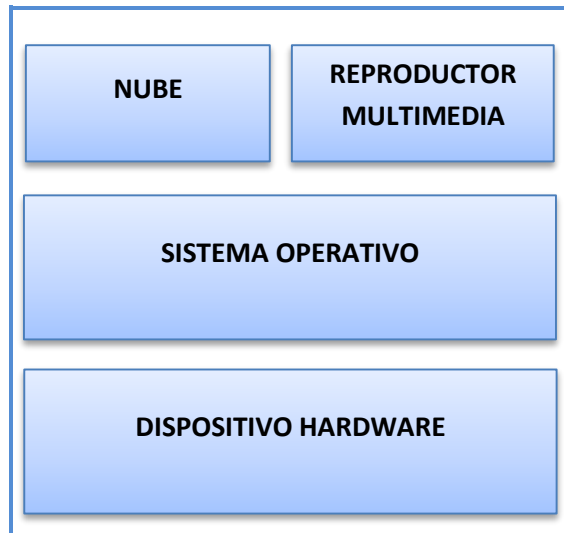 NUBE
REPRODUCTOR
MULTIMEDIA
SISTEMA OPERATIVO
DISPOSITIVO HARDWARE